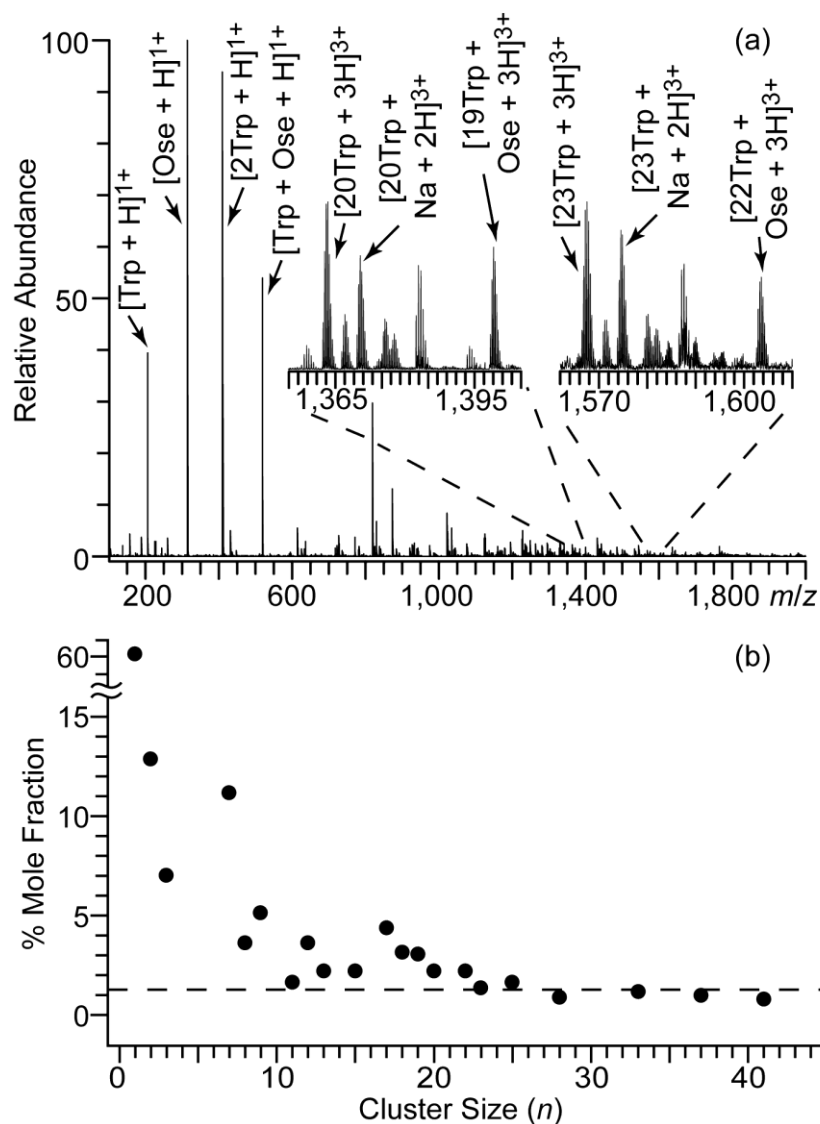 (a)
100
50
0
Relative Abundance
[Trp + H]¹⁺
[Ose + H]¹⁺
[2Trp + H]¹⁺
[Trp + Ose + H]¹⁺
[20Trp + 3H]³⁺
[20Trp +
Na + 2H]³⁺
[19Trp +
Ose + 3H]³⁺
[23Trp + 3H]³⁺
[23Trp +
Na + 2H]³⁺
[22Trp +
Ose + 3H]³⁺
1,365 1,395
1,570 1,600
200 600 1,000 1,400 1,800 m/z
(b)
60
15
10
5
0
% Mole Fraction
0 10 20 30 40
Cluster Size (n)